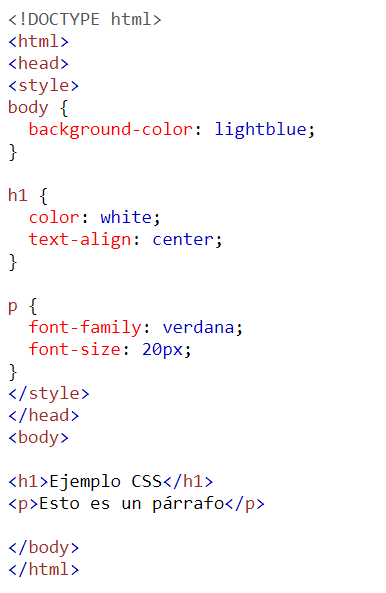 <!DOCTYPE html>
<html>
<head>
<style>
body {
  background-color: lightblue;
}

h1 {
  color: white;
  text-align: center;
}

p {
  font-family: verdana;
  font-size: 20px;
}
</style>
</head>
<body>

<h1>Ejemplo CSS</h1>
<p>Esto es un párrafo</p>

</body>
</html>